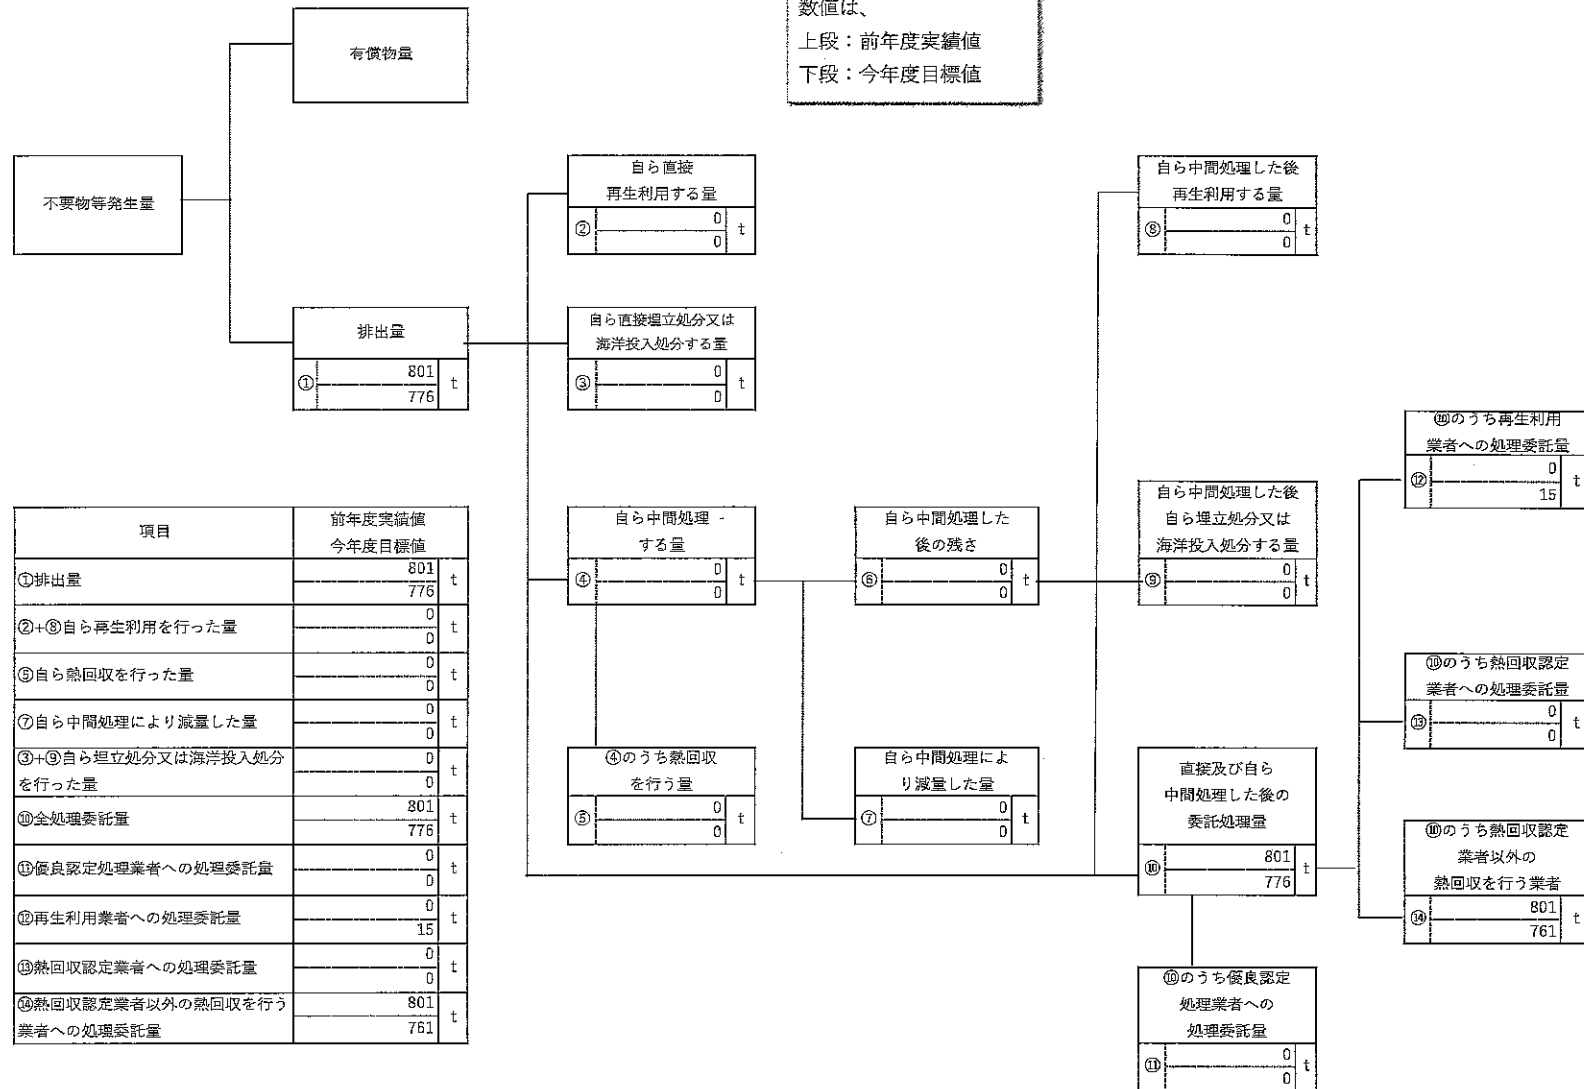 数値は、
上段：前年度実績値
下段：今年度目標値
有償物量
不要物等発生量
自ら直接
再生利用する量
②
0
0
t
自ら中間処理した後
再生利用する量
⑧
0
0
t
排出量
①
801
776
t
自ら直接埋立処分又は
海洋投入処分する量
③
0
0
t
⑩のうち再生利用
業者への処理委託量
⑫
0
15
t
自ら中間処理
する量
④
0
0
t
自ら中間処理した
後の残さ
⑥
0
0
t
自ら中間処理した後
自ら埋立処分又は
海洋投入処分する量
⑨
0
0
t
⑩のうち熱回収認定
業者への処理委託量
⑬
0
0
t
④のうち熱回収
を行う量
⑤
0
0
t
自ら中間処理によ
り減量した量
⑦
0
0
t
直接及び自ら
中間処理した後の
委託処理量
⑩
801
776
t
⑩のうち熱回収認定
業者以外の
熱回収を行う業者
⑭
801
761
t
⑩のうち優良認定
処理業者への
処理委託量
⑪
0
0
t
項目
前年度実績値
今年度目標値
①排出量
801
776
t
②+⑧自ら再生利用を行った量
0
0
t
⑤自ら熱回収を行った量
0
0
t
⑦自ら中間処理により減量した量
0
0
t
③+⑨自ら埋立処分又は海洋投入処分
を行った量
0
0
t
⑩全処理委託量
801
776
t
⑪優良認定処理業者への処理委託量
0
0
t
⑫再生利用業者への処理委託量
0
15
t
⑬熱回収認定業者への処理委託量
0
0
t
⑭熱回収認定業者以外の熱回収を行う
業者への処理委託量
801
761
t